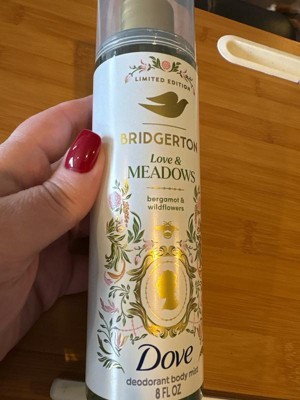 LIMITED EDITION
BRIDGERTON
Love &
MEADOWS
bergamot &
wildflowers
Dove
deodorant body mist
8 FL OZ